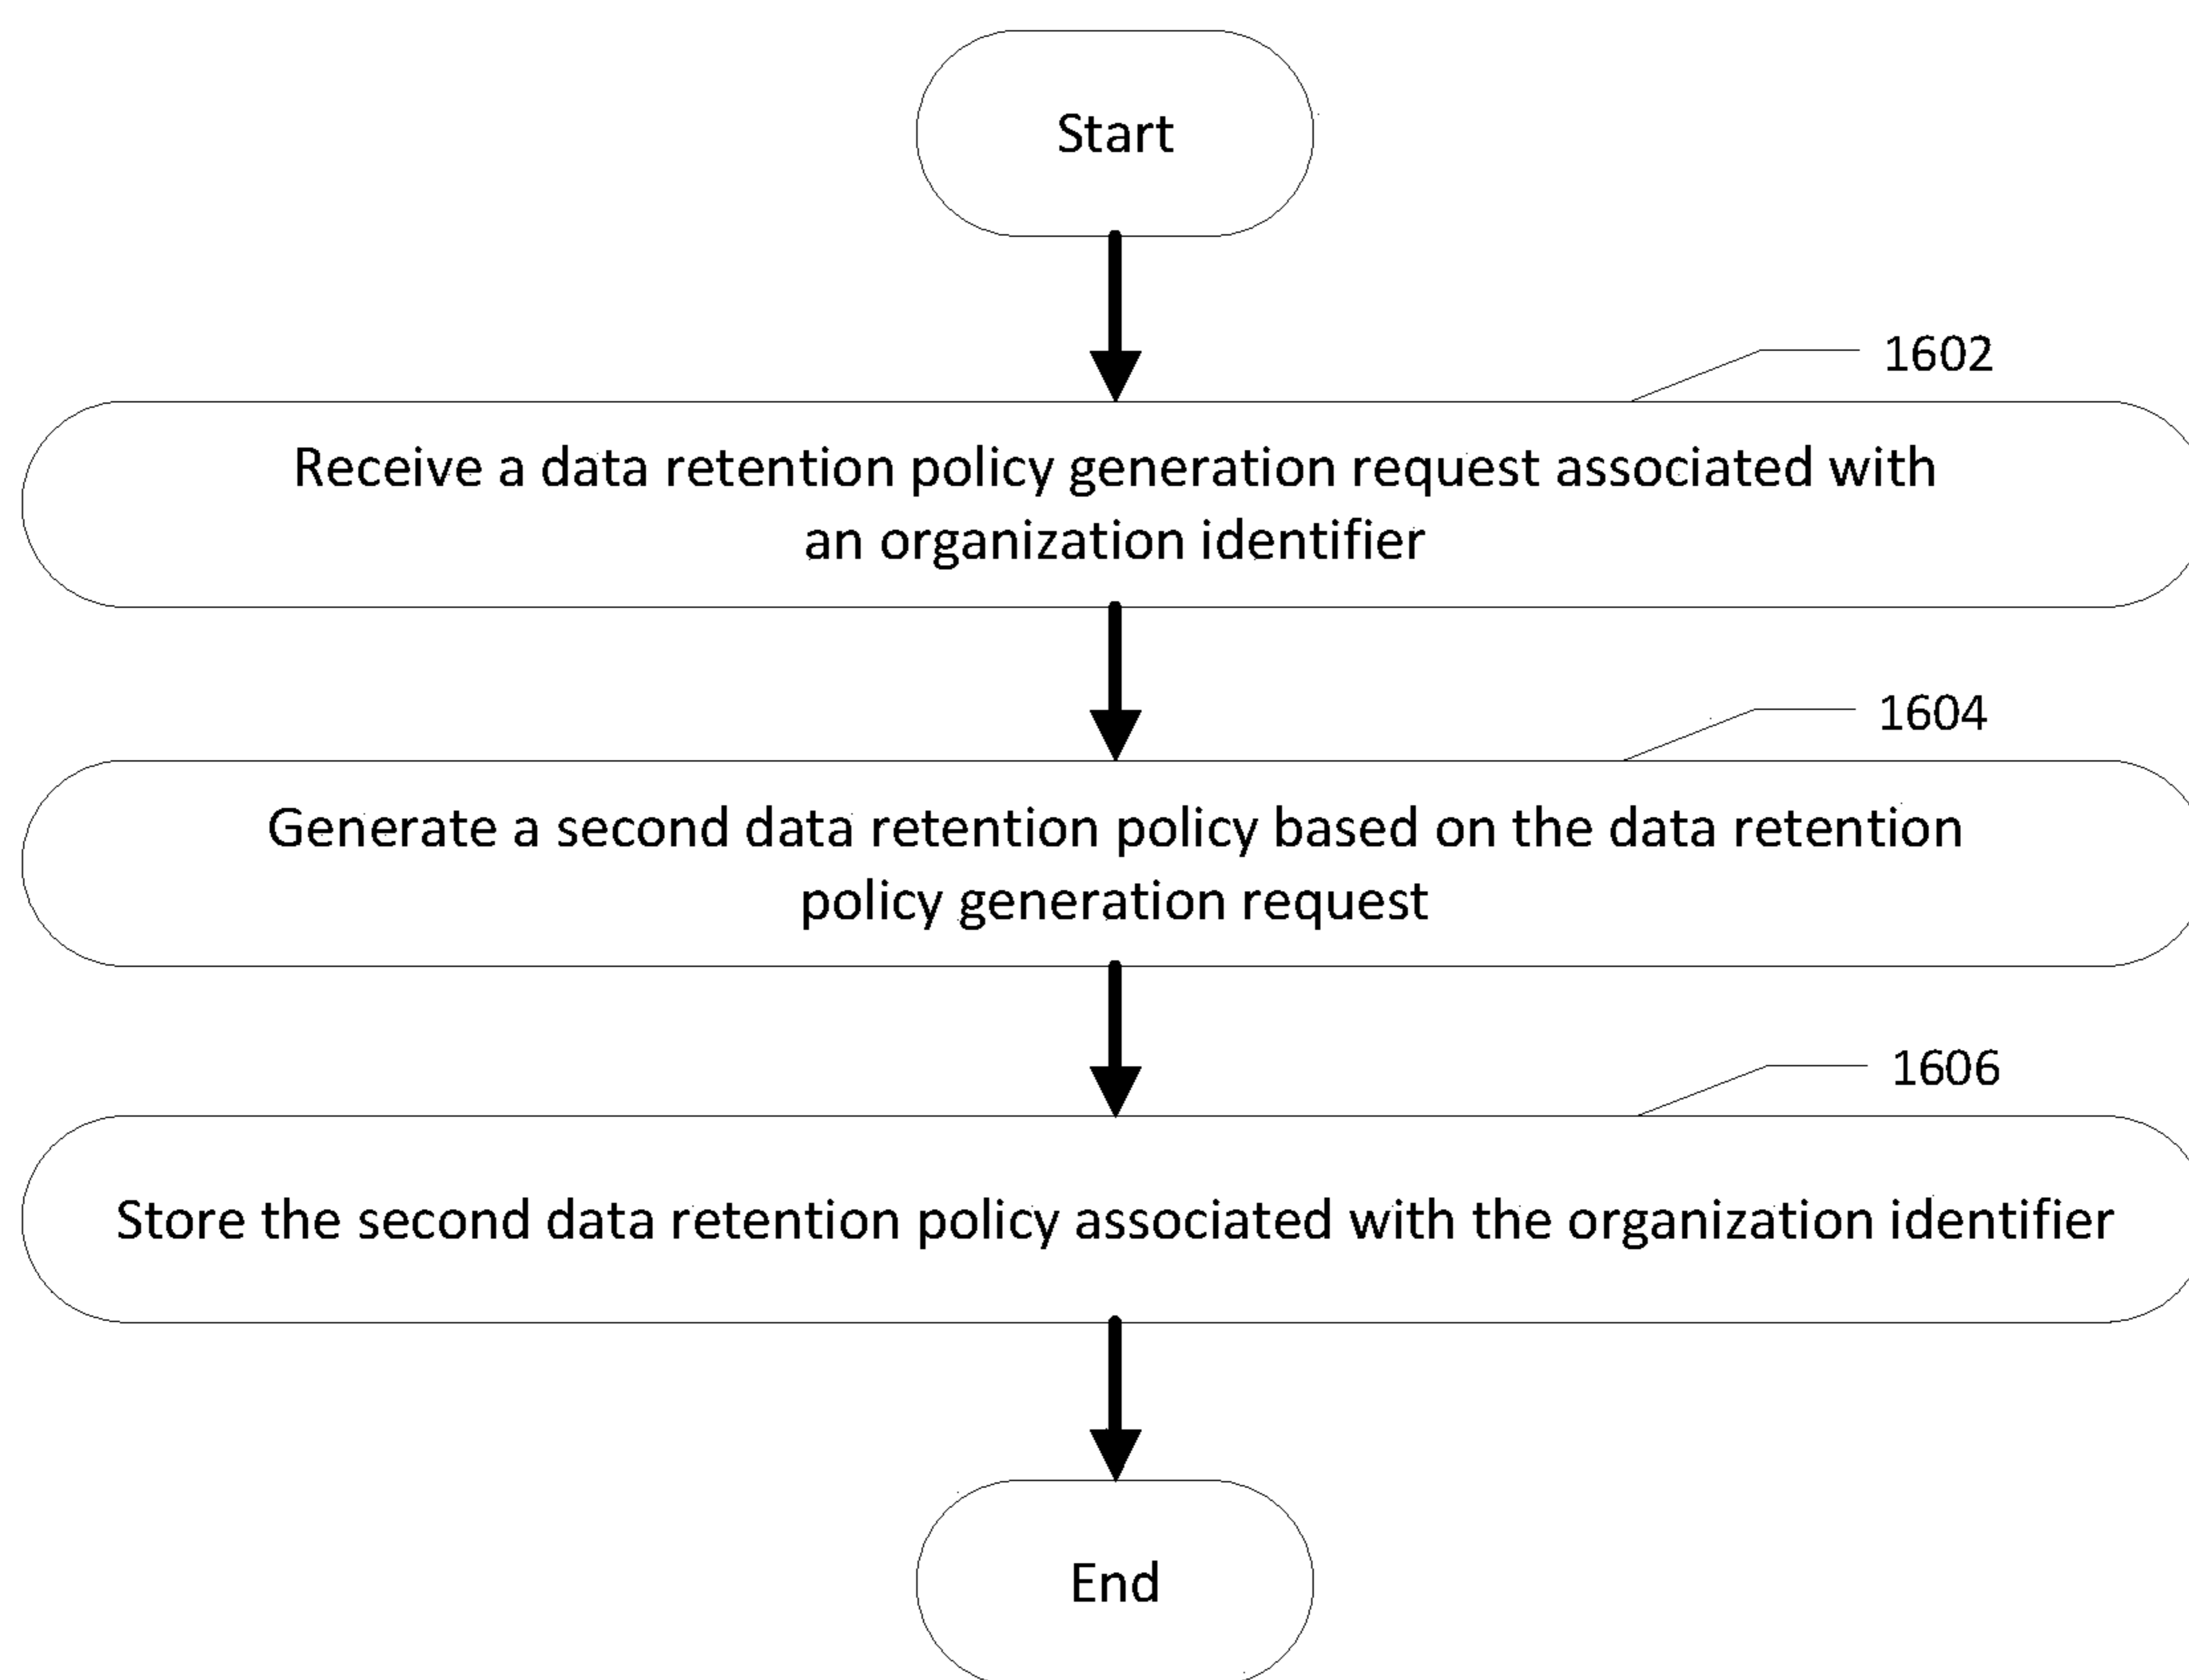 Start
1602
Receive a data retention policy generation request associated with
an organization identifier
1604
Generate a second data retention policy based on the data retention
policy generation request
1606
Store the second data retention policy associated with the organization identifier
End